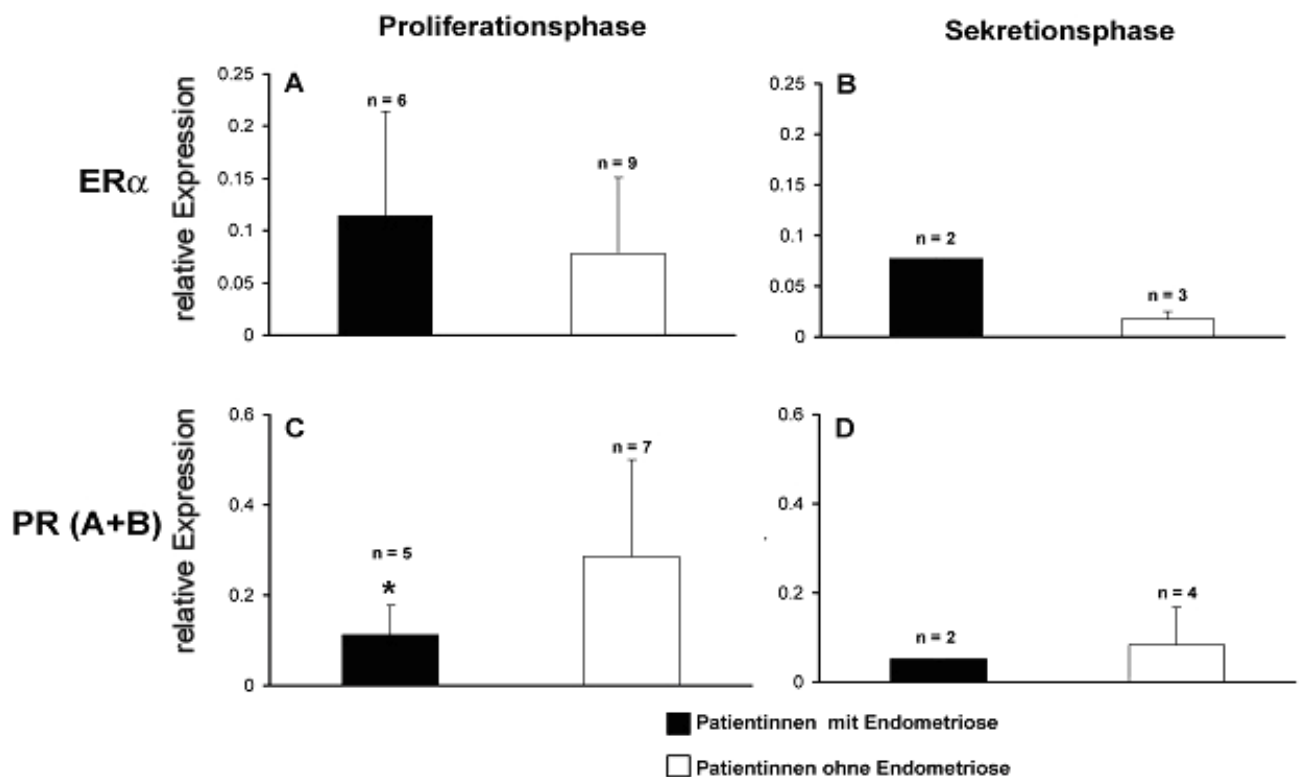 Proliferationsphase
Sekretionsphase
ERα
relative Expression
A
0.25
0.2
0.15
0.1
0.05
0
n = 6
n = 9
B
0.25
0.2
0.15
0.1
0.05
0
n = 2
n = 3
PR (A+B)
relative Expression
C
0.6
0.4
0.2
0
n = 5
*
n = 7
D
0.6
0.4
0.2
0
n = 2
n = 4
Patientinnen mit Endometriose
Patientinnen ohne Endometriose